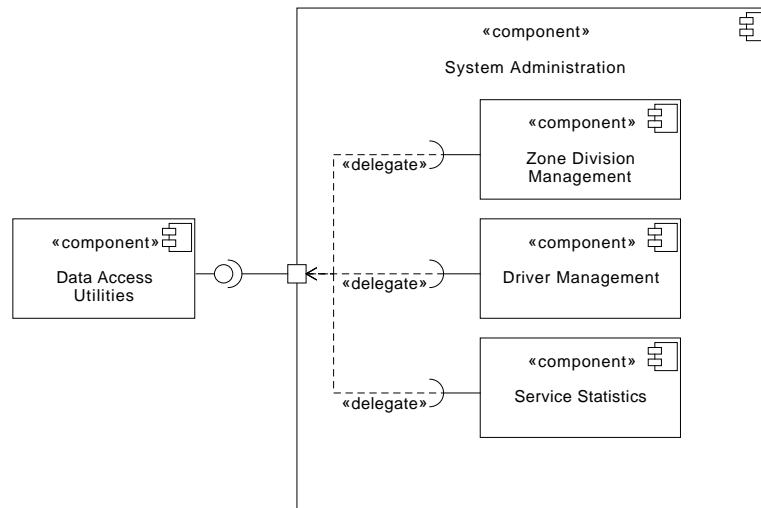 «component»
System Administration
«component»
Zone Division
Management
«delegate»
«component»
Data Access
Utilities
«component»
Driver Management
«delegate»
«component»
Service Statistics
«delegate»